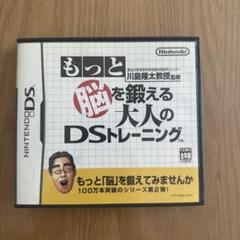 Nintendo
東北大学未来科学技術共同研究センター
川島隆太教授監修
もっと
脳を鍛える
大人の
DSトレーニング
NINTENDO DS
もっと「脳」を鍛えてみませんか
100万本突破のシリーズ第2弾!